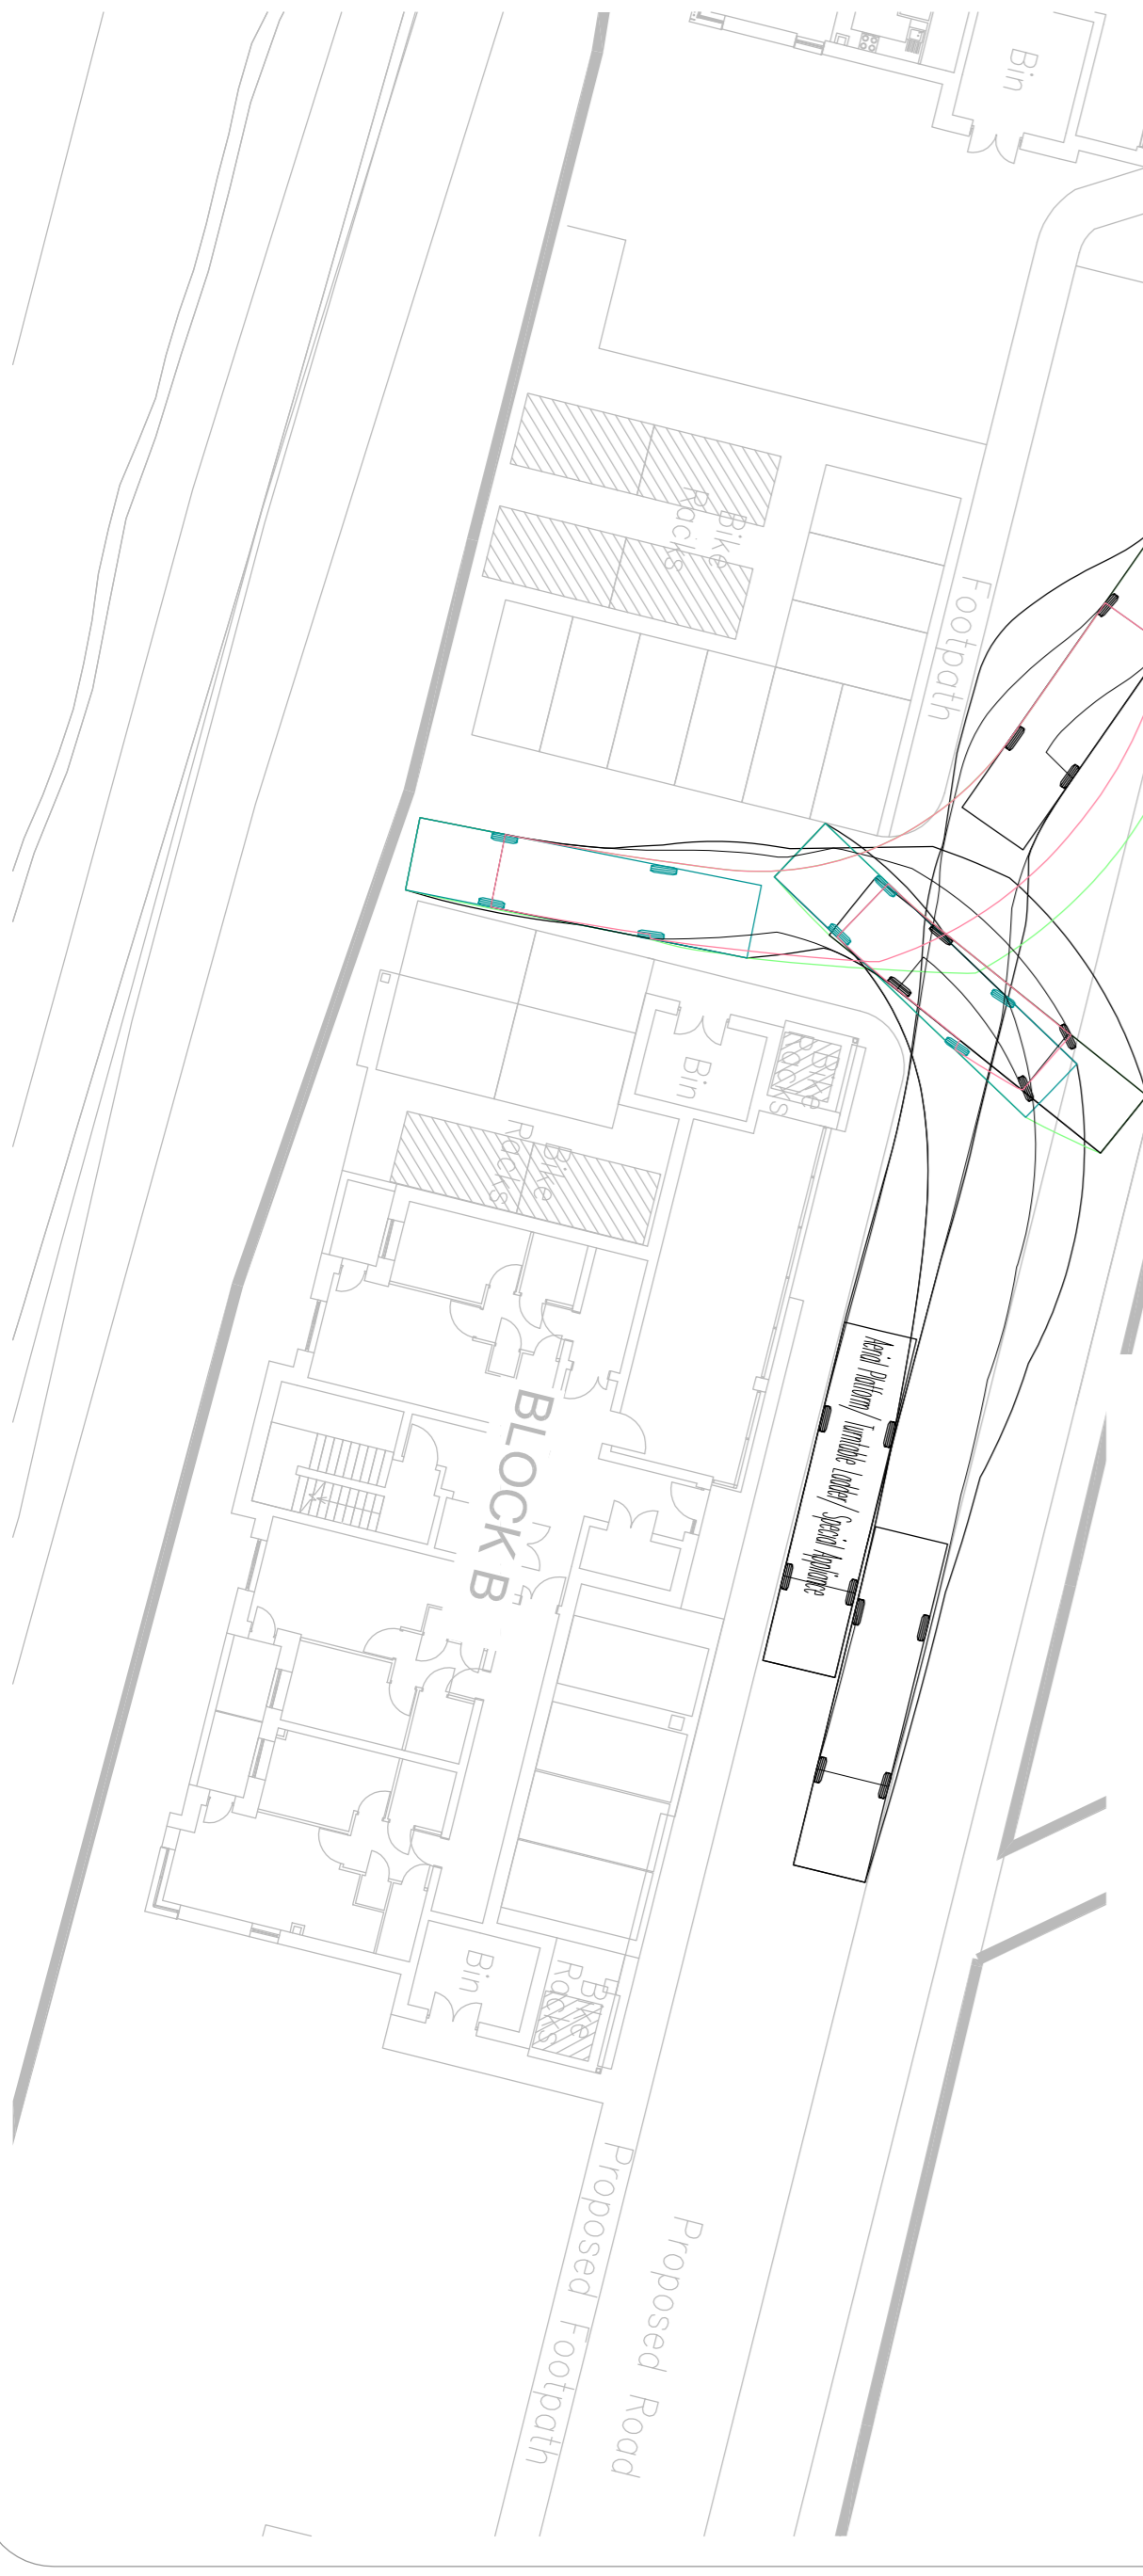 Bin
Bike
Racks
Footpath
Bin
Bike
Racks
Bike
Racks
Aerial Platform/ Turntable Ladder/ Special Appliance
BLOCK B
Bin
Bike
Racks
Proposed Footpath
Proposed Road